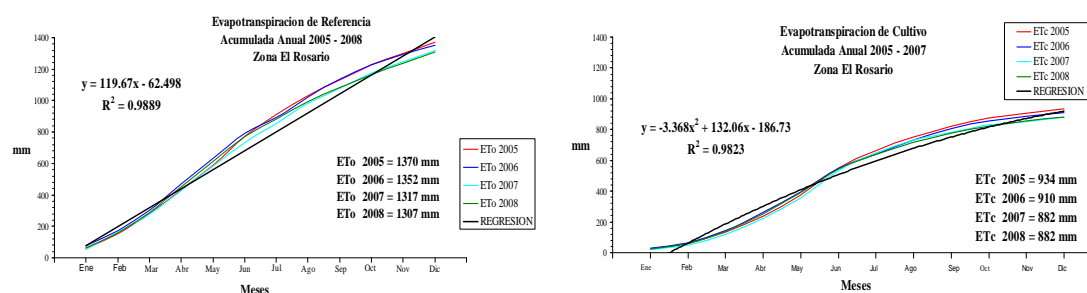 Evapotranspiracion de Referencia
Acumulada Anual 2005 - 2008
Zona El Rosario
y = 119.67x - 62.498
R² = 0.9889
mm
1400
1200
1000
800
600
400
200
0
ETo 2005 = 1370 mm
ETo 2006 = 1352 mm
ETo 2007 = 1317 mm
ETo 2008 = 1307 mm
ETo 2005
ETo 2006
ETo 2007
ETo 2008
REGRESION
Ene Feb Mar Abr May Jun Jul Ago Sep Oct Nov Dic
Meses
Evapotranspiracion de Cultivo
Acumulada Anual 2005 - 2007
Zona El Rosario
ETc 2005
ETc 2006
ETc 2007
ETc 2008
REGRESION
y = -3.368x² + 132.06x - 186.73
R² = 0.9823
mm
1400
1200
1000
800
600
400
200
0
ETc 2005 = 934 mm
ETc 2006 = 910 mm
ETc 2007 = 882 mm
ETc 2008 = 882 mm
Ene Feb Mar Abr May Jun Jul Ago Sep Oct Nov Dic
Meses